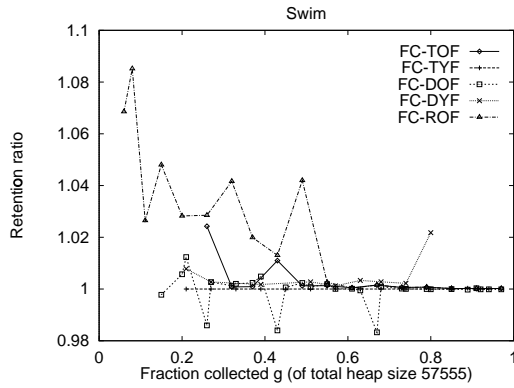 Swim
1.1
1.08
1.06
1.04
1.02
1
0.98
Retention ratio
FC-TOF
FC-TYF
FC-DOF
FC-DYF
FC-ROF
0 0.2 0.4 0.6 0.8 1
Fraction collected g (of total heap size 57555)